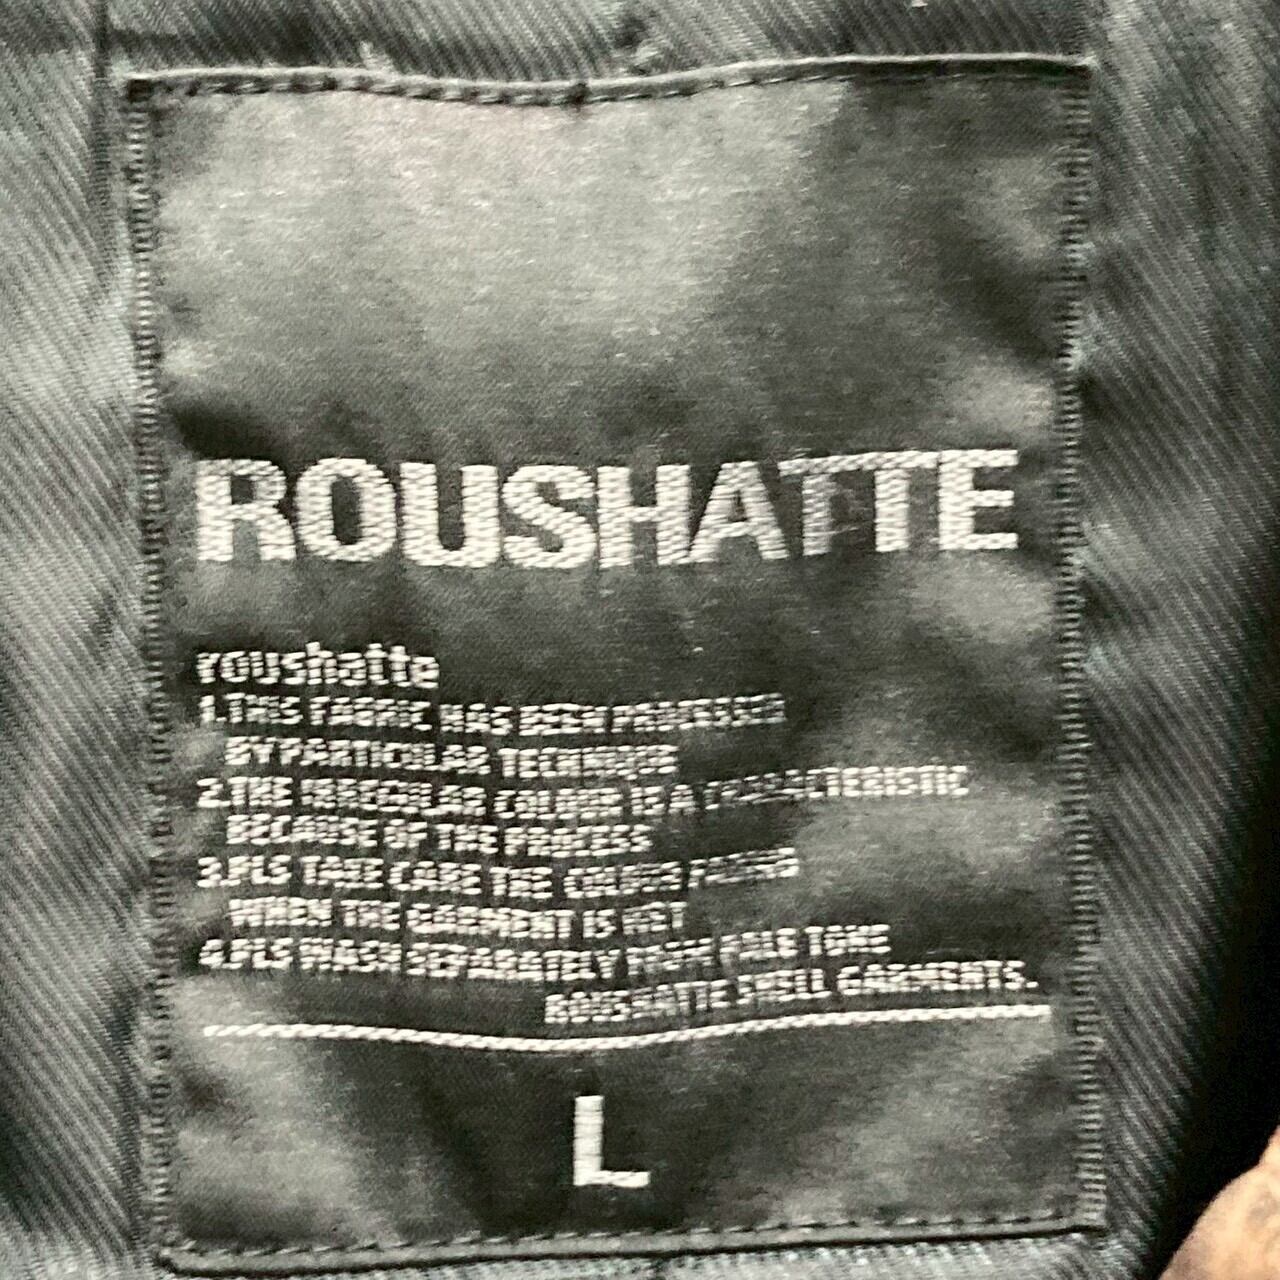 ROUSHATTE
roushatte
1.THIS FABRIC HAS BEEN PROCESSED
BY PARTICULAR TECHNIQUE
2.THE IRREGULAR COLOUR IS A CHARACTERISTIC
BECAUSE OF THE PROCESS
3.PLS TAKE CARE THE COLOUR
WHEN THE GARMENT IS WET
4.PLS WASH SEPARATELY FROM PALE TONE
ROUSHATTE SHELL GARMENTS.
L